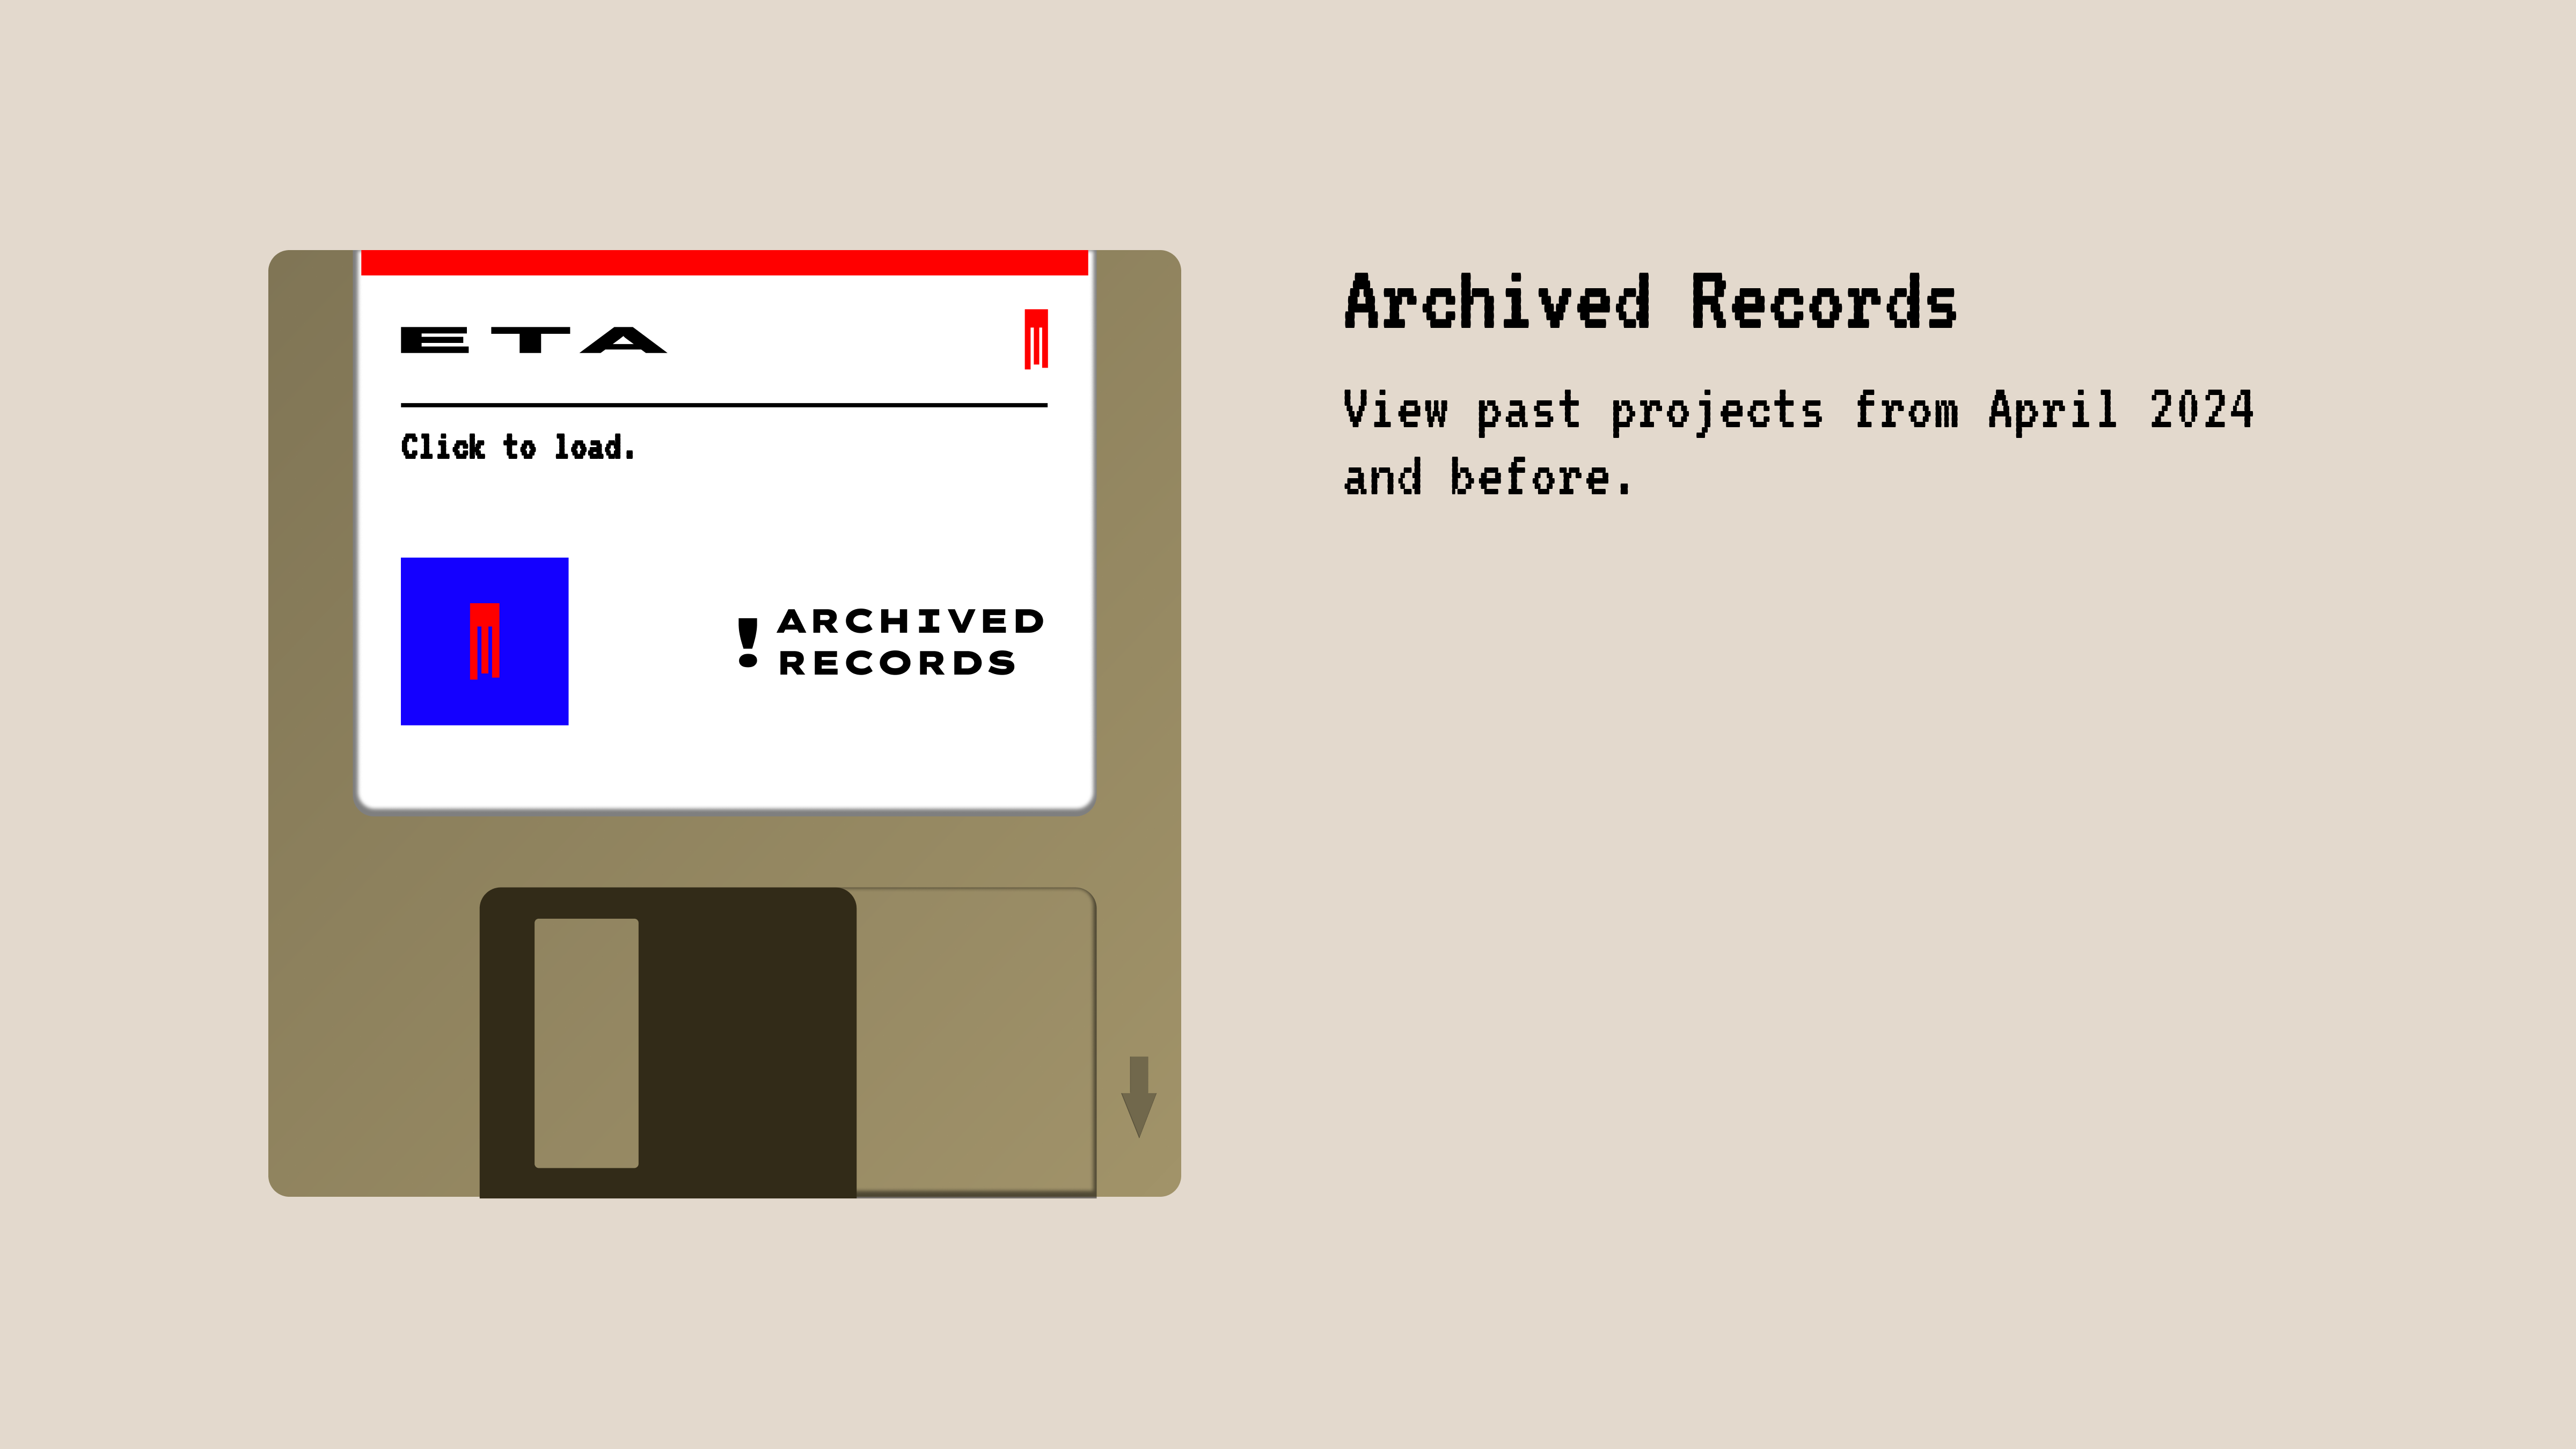 ETA
Click to load.
! ARCHIVED
RECORDS
Archived Records
View past projects from April 2024
and before.